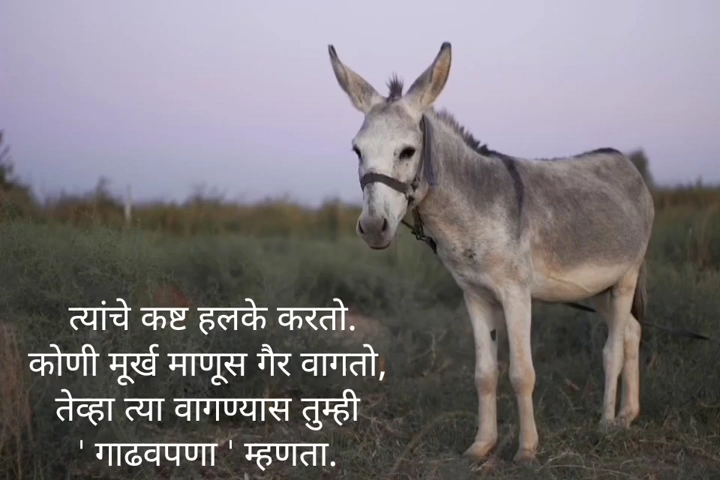 त्यांचे कष्ट हलके करतो.
कोणी मूर्ख माणूस गैर वागतो,
तेव्हा त्या वागण्यास तुम्ही
' गाढवपणा ' म्हणता.